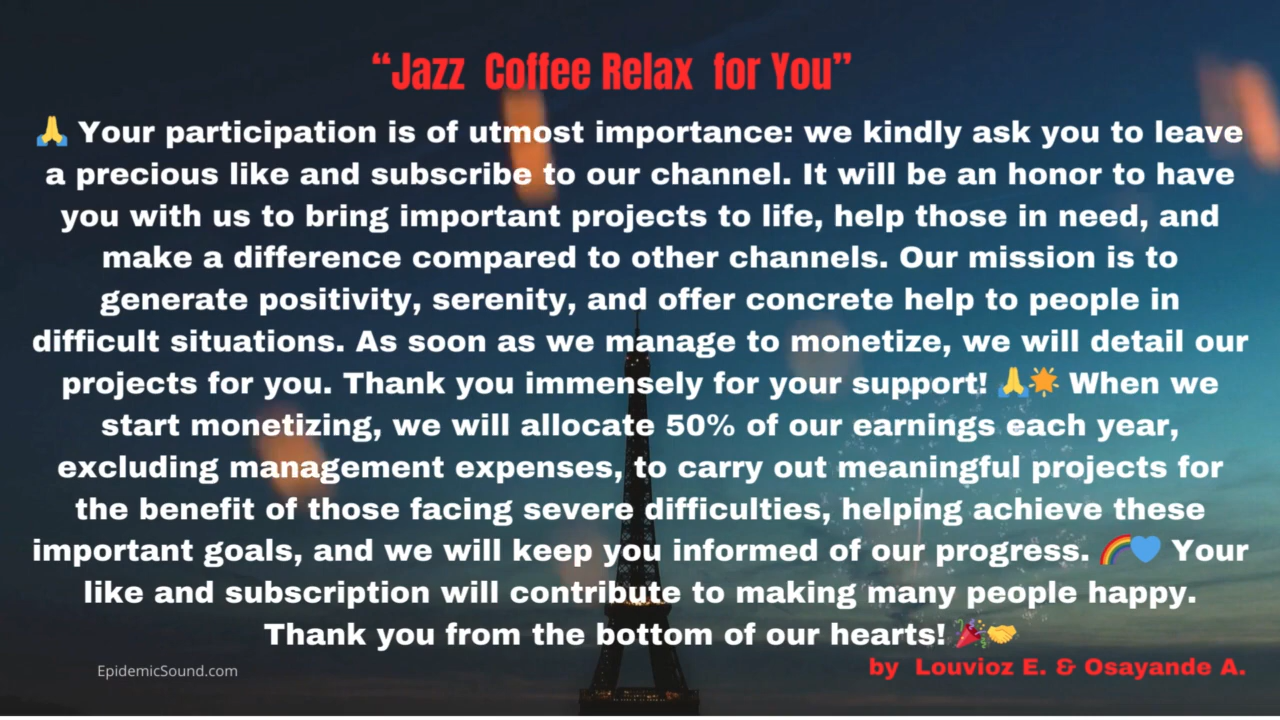 “Jazz Coffee Relax for You”
🙏 Your participation is of utmost importance: we kindly ask you to leave
a precious like and subscribe to our channel. It will be an honor to have
you with us to bring important projects to life, help those in need, and
make a difference compared to other channels. Our mission is to
generate positivity, serenity, and offer concrete help to people in
difficult situations. As soon as we manage to monetize, we will detail our
projects for you. Thank you immensely for your support! 🙏🌟 When we
start monetizing, we will allocate 50% of our earnings each year,
excluding management expenses, to carry out meaningful projects for
the benefit of those facing severe difficulties, helping achieve these
important goals, and we will keep you informed of our progress. 🌈💙 Your
like and subscription will contribute to making many people happy.
Thank you from the bottom of our hearts! 🎉🤝
EpidemicSound.com
by Louvioz E. & Osayande A.